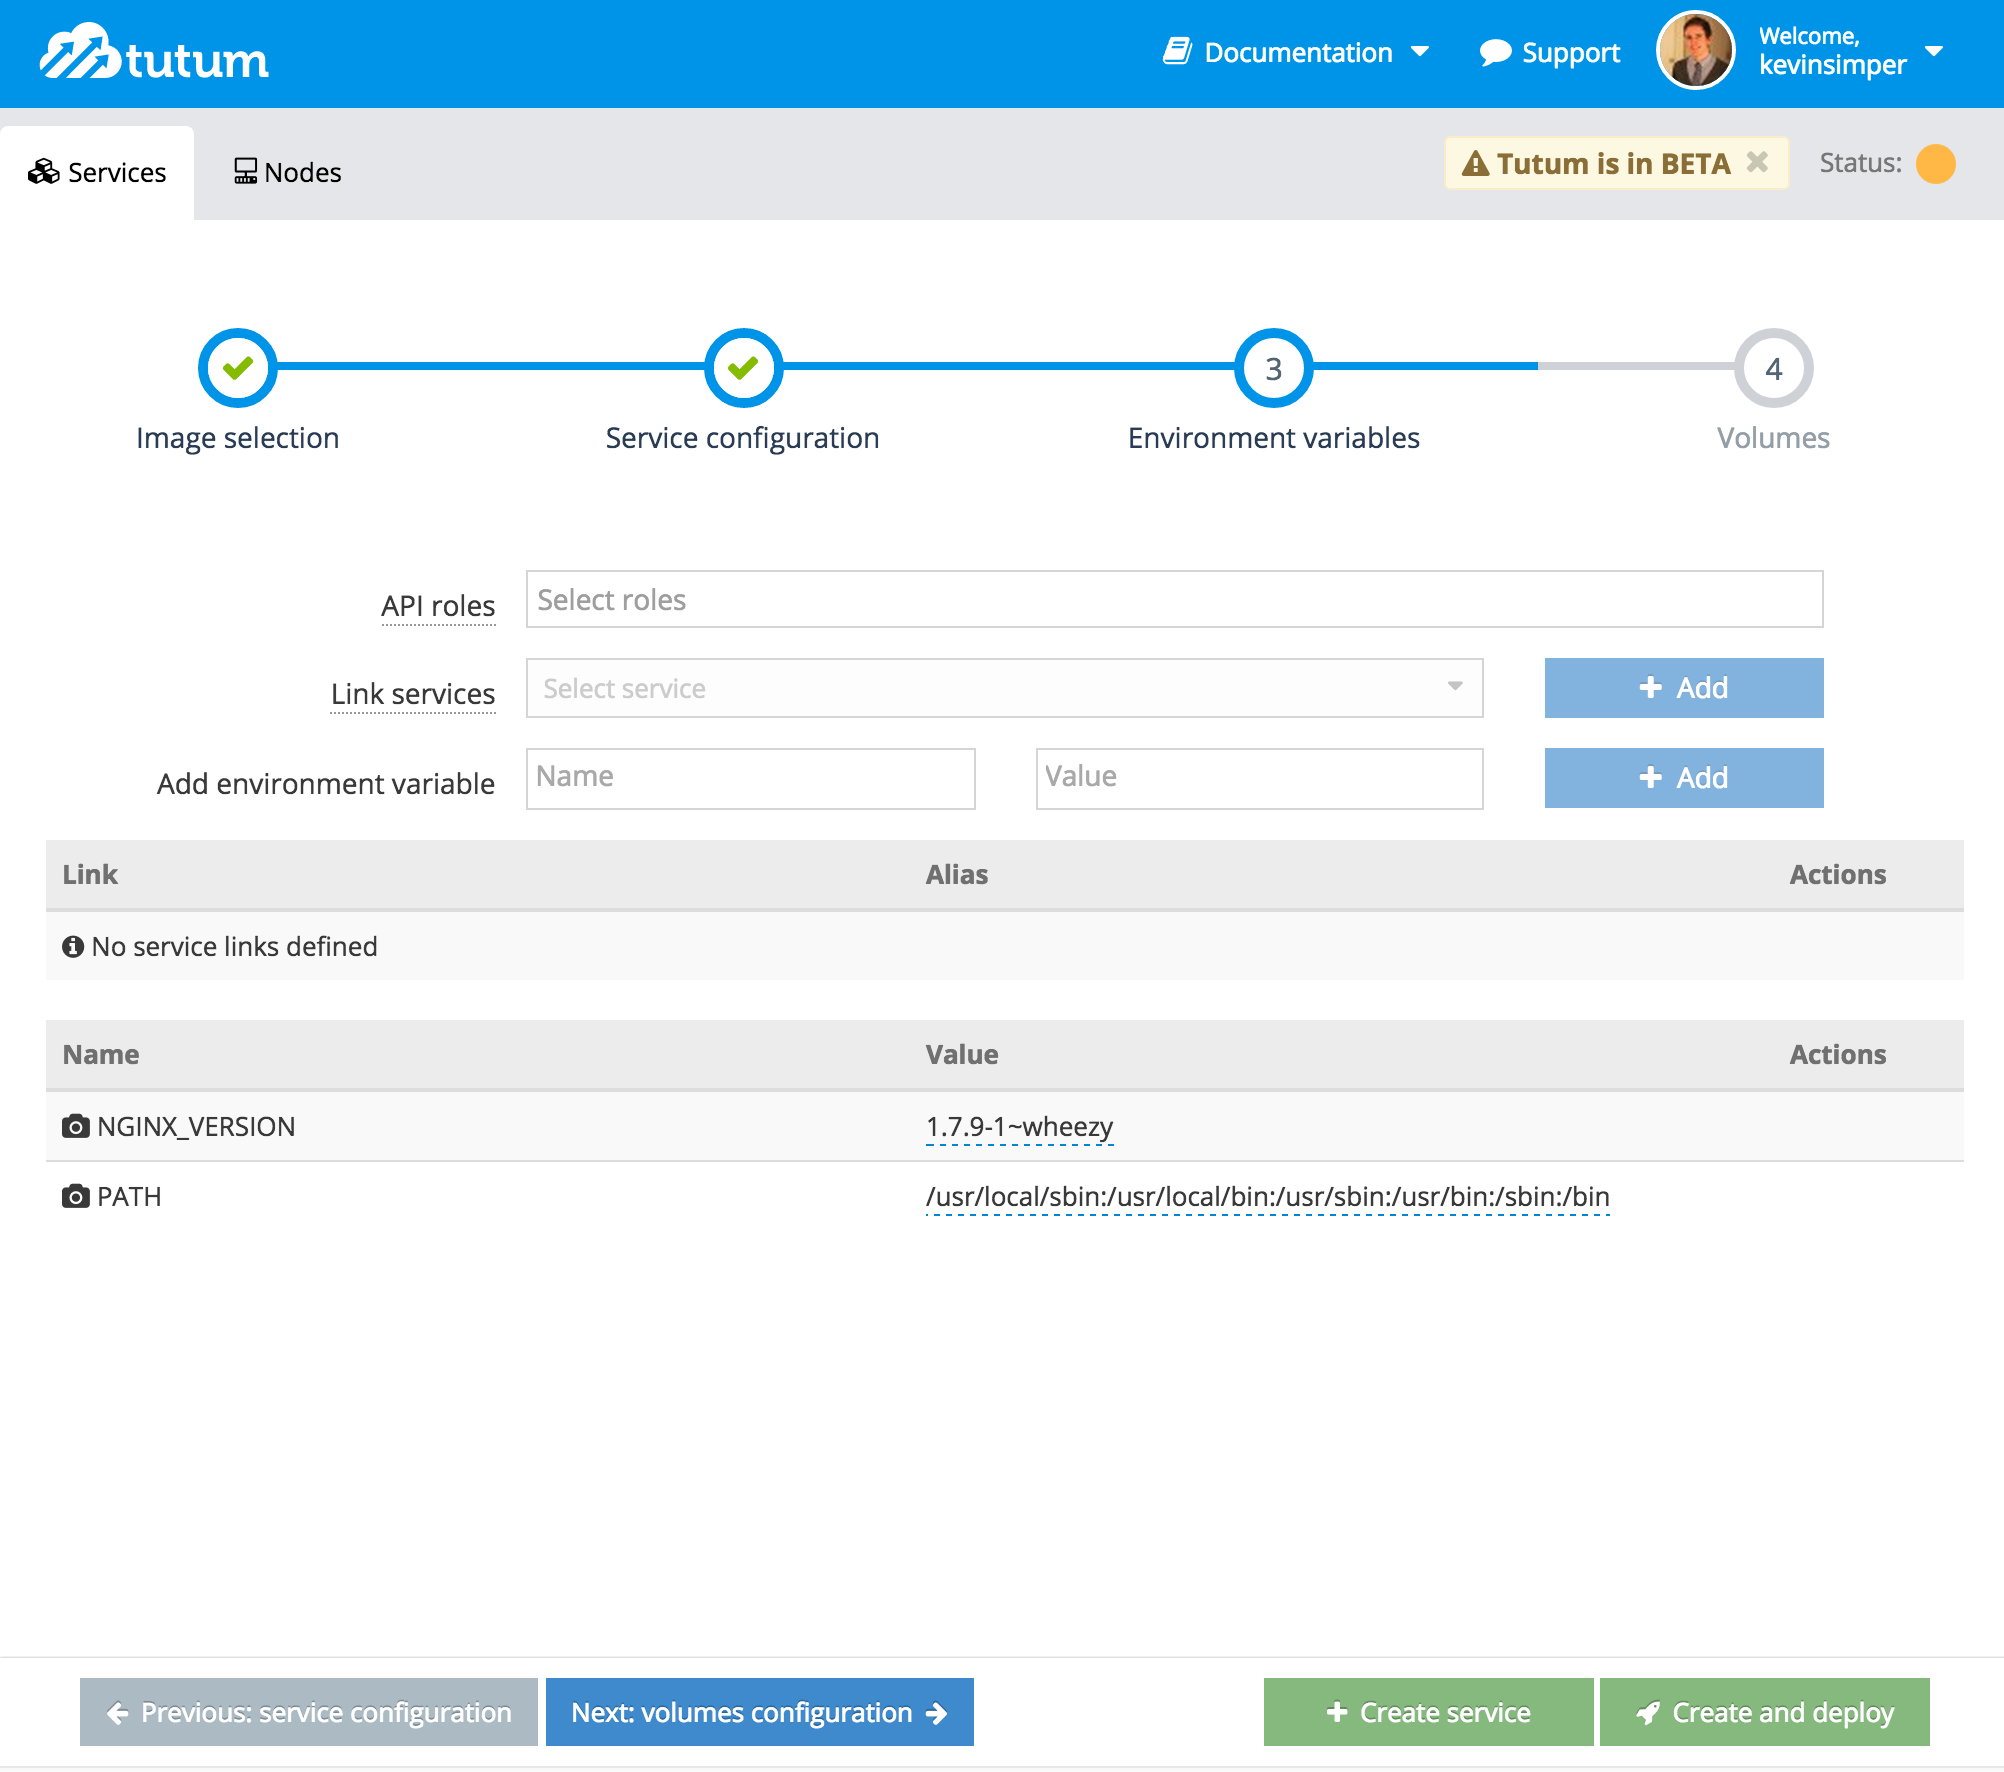 tutum
Documentation
Support
Welcome,
kevinsimper
Services
Nodes
Tutum is in BETA
Status:
3
4
Image selection
Service configuration
Environment variables
Volumes
API roles
Select roles
Link services
Select service
Add
Add environment variable
Name
Value
Add
Link
Alias
Actions
No service links defined
Name
Value
Actions
NGINX_VERSION
1.7.9-1~wheezy
PATH
/usr/local/sbin:/usr/local/bin:/usr/sbin:/usr/bin:/sbin:/bin
Previous: service configuration
Next: volumes configuration
Create service
Create and deploy